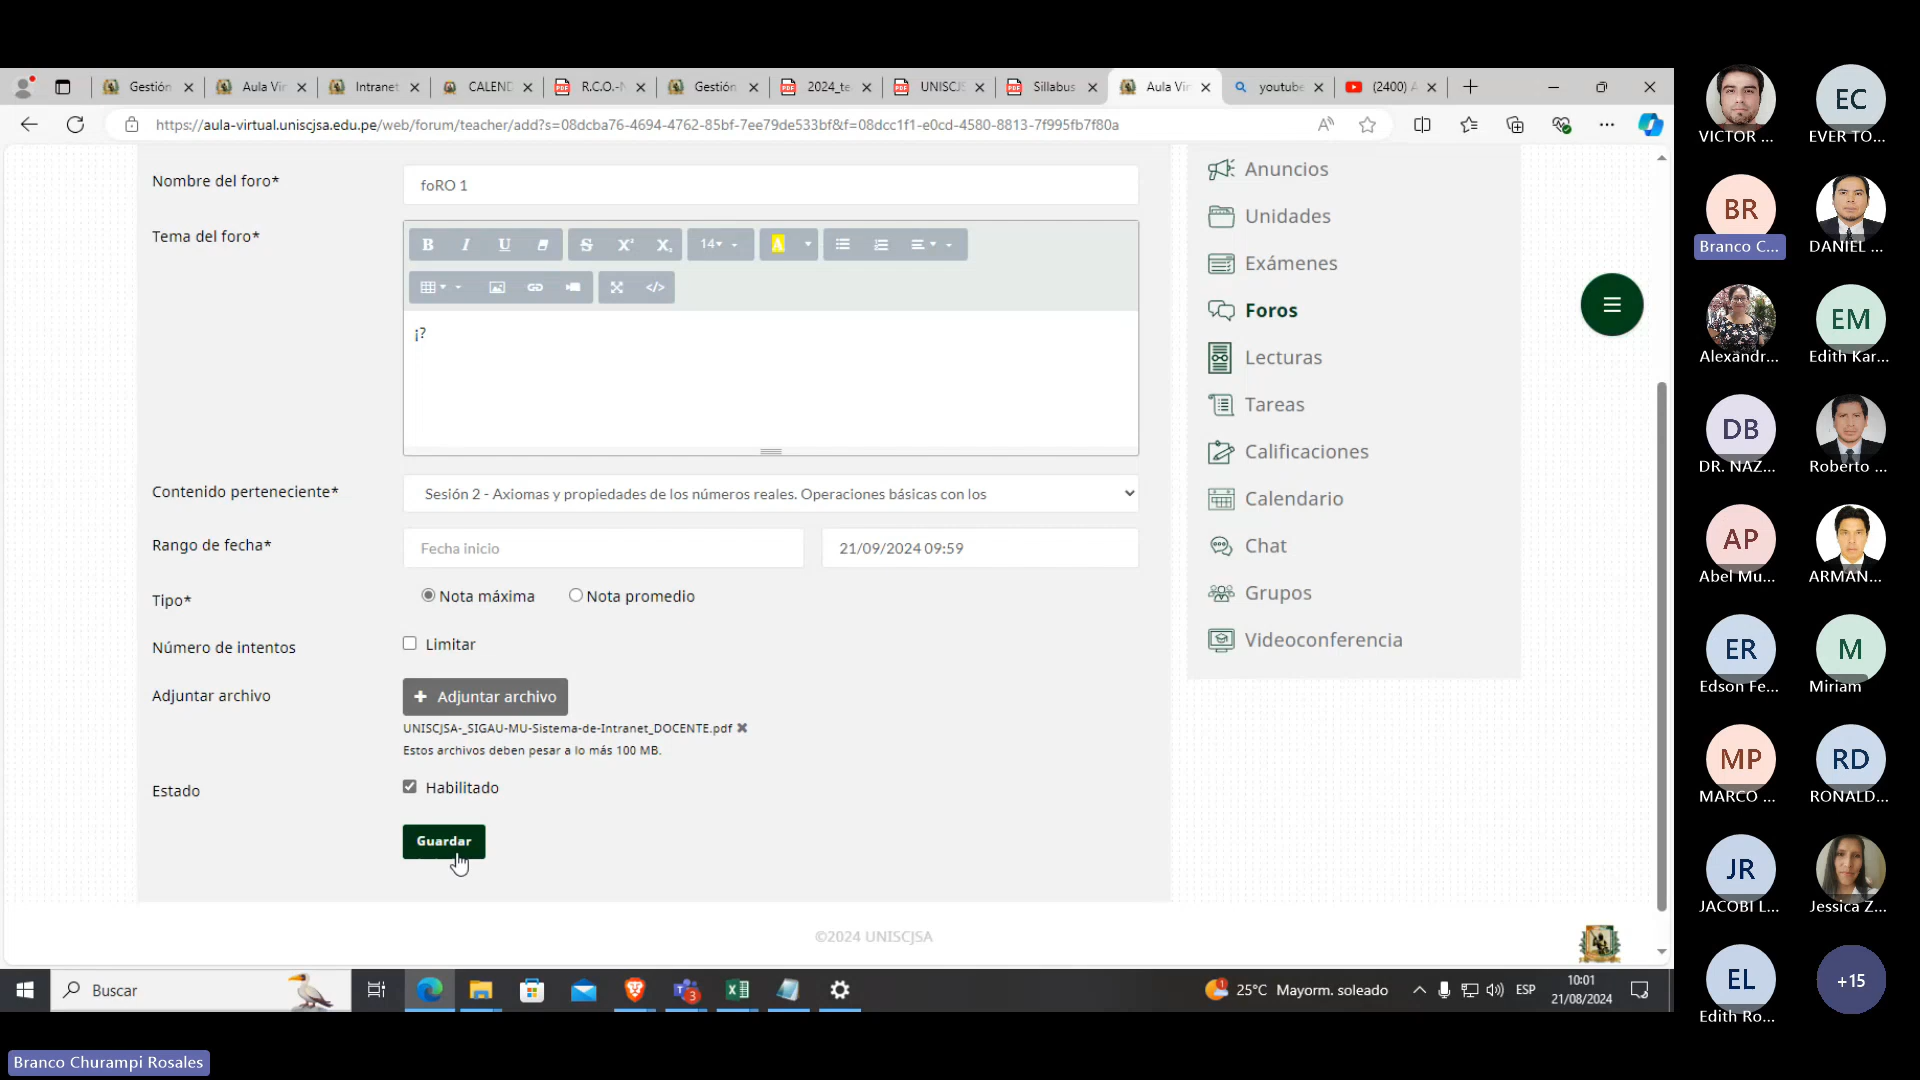 Gestión
Aula Vir
Intranet
CALEND
R.C.O.-N
Gestión
2024_te
UNISCJS
Sillabus
Aula Vir
youtube
(2400) A
https://aula-virtual.uniscjsa.edu.pe/web/forum/teacher/add?s=08dcba76-4694-4762-85bf-7ee79de533bf&f=08dcc1f1-e0cd-4580-8813-7f995fb7f80a
Nombre del foro*
foRO 1
Tema del foro*
B I U S X² Xₛ 14 A
¡?
Contenido perteneciente*
Sesión 2 - Axiomas y propiedades de los números reales. Operaciones básicas con los
Rango de fecha*
Fecha inicio
21/09/2024 09:59
Tipo*
Nota máxima
Nota promedio
Número de intentos
Limitar
Adjuntar archivo
+ Adjuntar archivo
UNISCJSA-_SIGAU-MU-Sistema-de-Intranet_DOCENTE.pdf ✖
Estos archivos deben pesar a lo más 100 MB.
Estado
Habilitado
Guardar
©2024 UNISCJSA
Anuncios
Unidades
Exámenes
Foros
Lecturas
Tareas
Calificaciones
Calendario
Chat
Grupos
Videoconferencia
VICTOR ...
EC
EVER TO...
BR
Branco C...
DANIEL ...
Alexandr...
EM
Edith Kar...
DB
DR. NAZ...
Roberto ...
AP
Abel Mu...
ARMAN...
ER
Edson Fe...
M
Miriam
MP
MARCO ...
RD
RONALD...
JR
JACOBI L...
Jessica Z...
EL
Edith Ro...
+15
Buscar
25°C Mayorm. soleado
ESP
10:01
21/08/2024
Branco Churampi Rosales